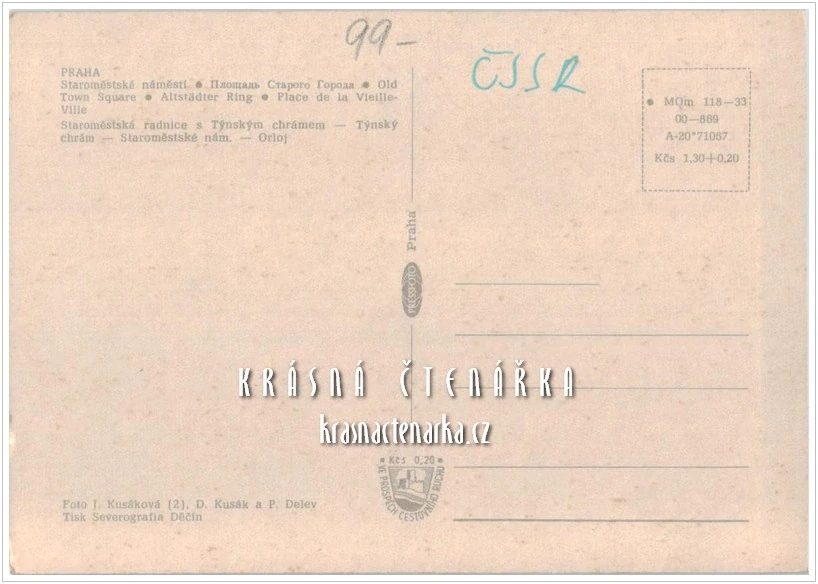 99-
ČSSR
PRAHA
Staroměstské náměstí ● Площадь Старого Города ● Old
Town Square ● Altstädter Ring ● Place de la Vieille-
Ville
Staroměstská radnice s Týnským chrámem — Týnský
chrám — Staroměstské nám. — Orloj
● MOm 118—33
00—869
A-20*71067
Kčs 1,30+0,20
PRESSFOTO Praha
KRÁSNÁ ČTENÁŘKA
krasnactenarka.cz
● Kčs 0,20 ●
VE PROSPĚCH CESTOVNÍHO RUCHU
Foto J. Kusáková (2), D. Kusák a P. Delev
Tisk Severografia Děčín